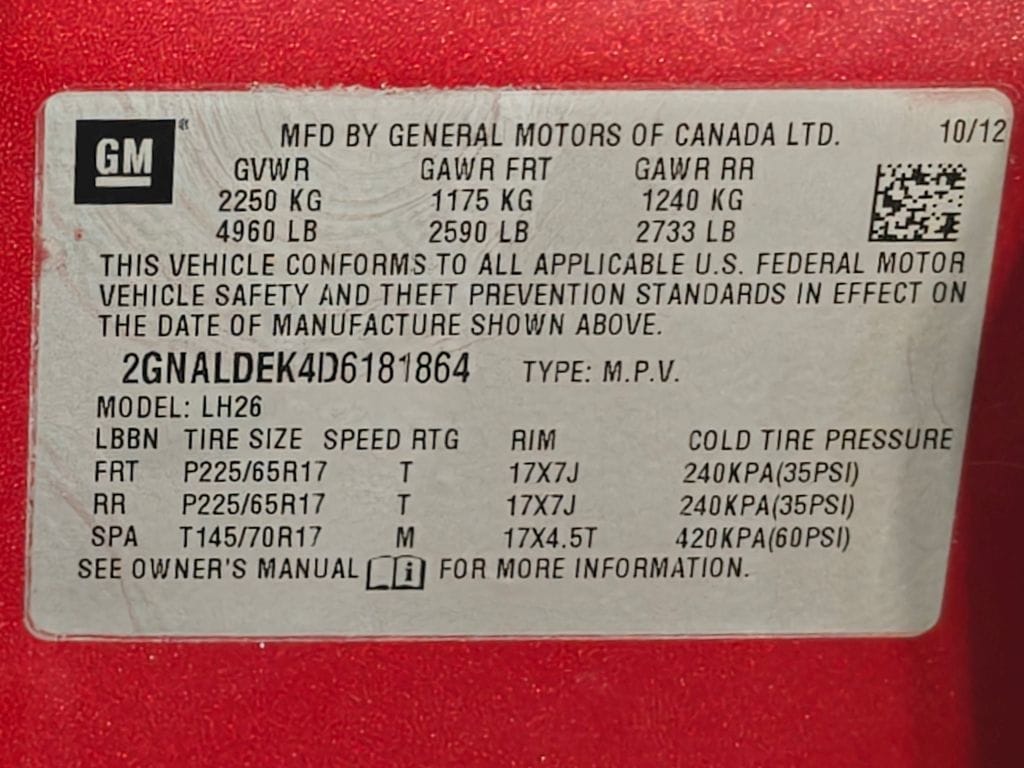 GM®
MFD BY GENERAL MOTORS OF CANADA LTD. 10/12
GVWR GAWR FRT GAWR RR
2250 KG 1175 KG 1240 KG
4960 LB 2590 LB 2733 LB
THIS VEHICLE CONFORMS TO ALL APPLICABLE U.S. FEDERAL MOTOR
VEHICLE SAFETY AND THEFT PREVENTION STANDARDS IN EFFECT ON
THE DATE OF MANUFACTURE SHOWN ABOVE.
2GNALDEK4D6181864 TYPE: M.P.V.
MODEL: LH26
LBBN TIRE SIZE SPEED RTG RIM COLD TIRE PRESSURE
FRT P225/65R17 T 17X7J 240KPA(35PSI)
RR P225/65R17 T 17X7J 240KPA(35PSI)
SPA T145/70R17 M 17X4.5T 420KPA(60PSI)
SEE OWNER'S MANUAL i FOR MORE INFORMATION.